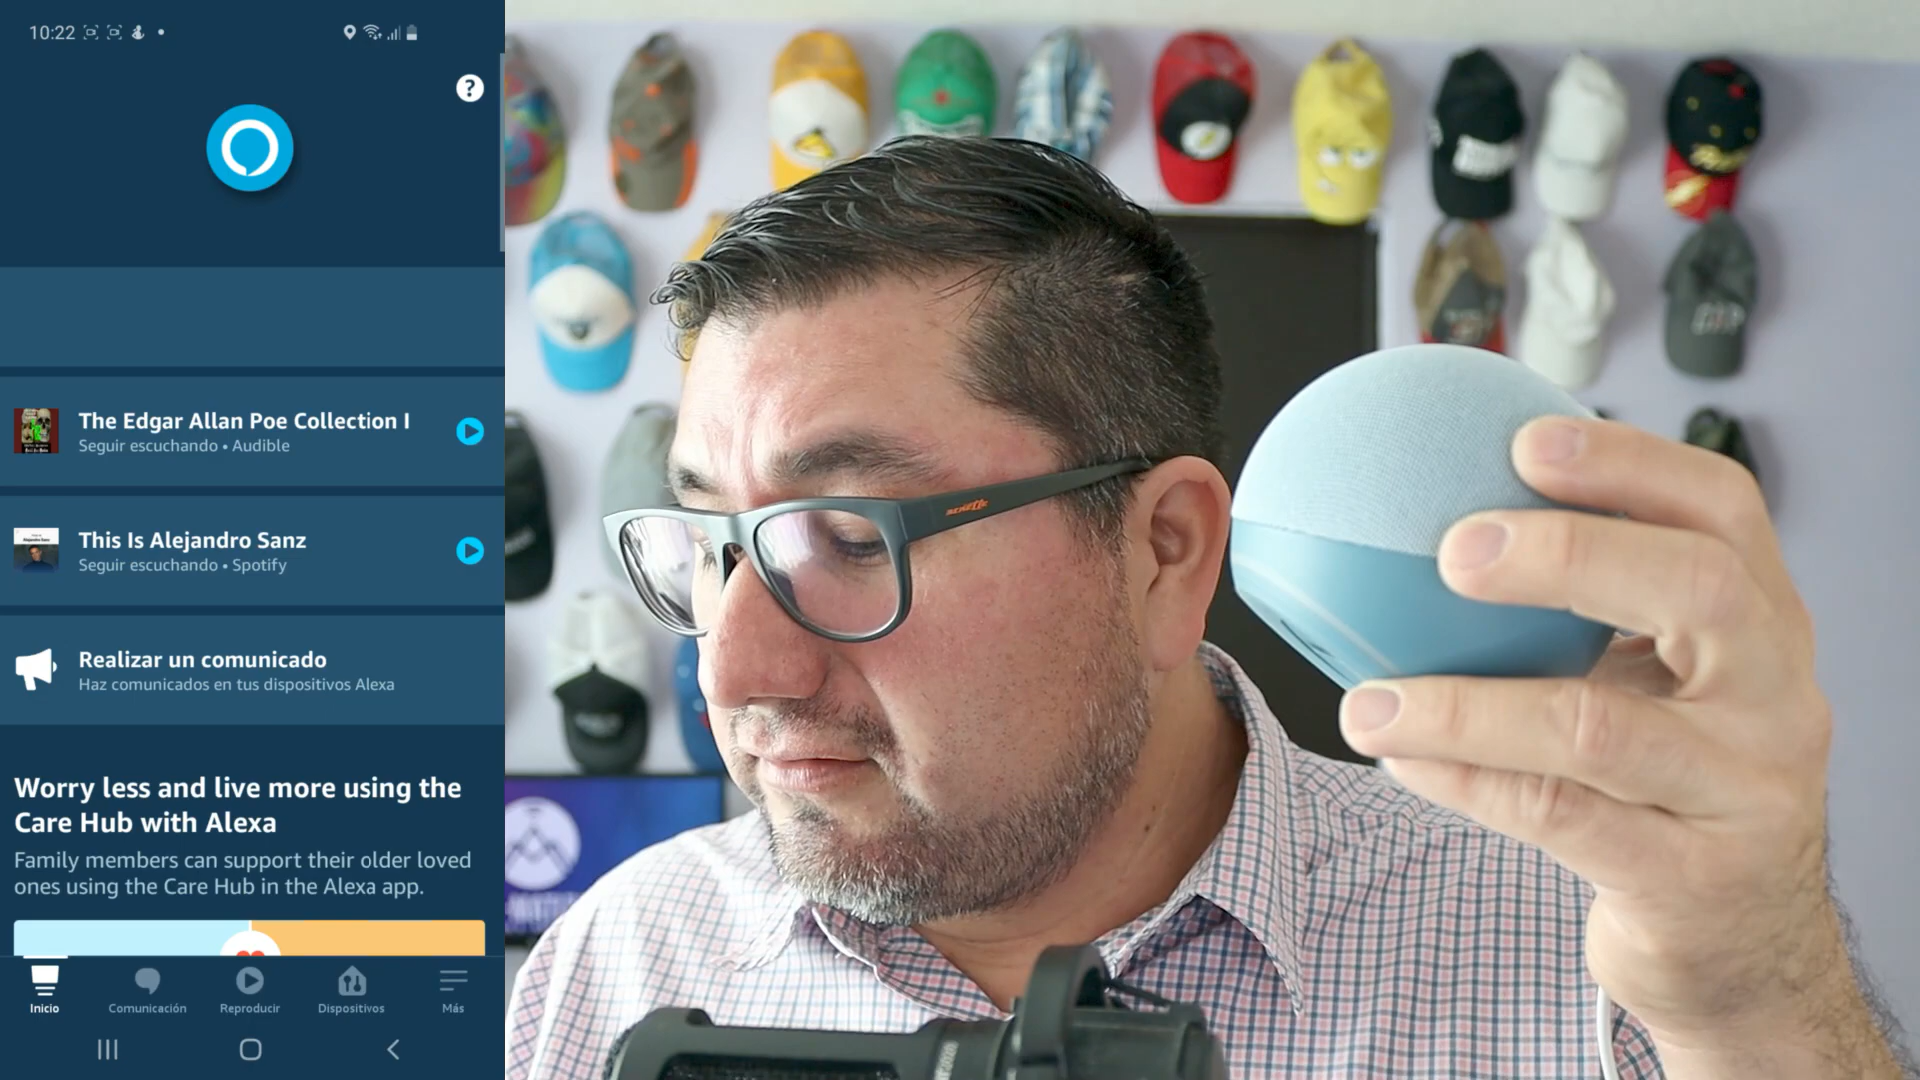 10:22
?
The Edgar Allan Poe Collection I
Seguir escuchando • Audible
This Is Alejandro Sanz
Seguir escuchando • Spotify
Realizar un comunicado
Haz comunicados en tus dispositivos Alexa
Worry less and live more using the
Care Hub with Alexa
Family members can support their older loved
ones using the Care Hub in the Alexa app.
Inicio
Comunicación
Reproducir
Dispositivos
Más